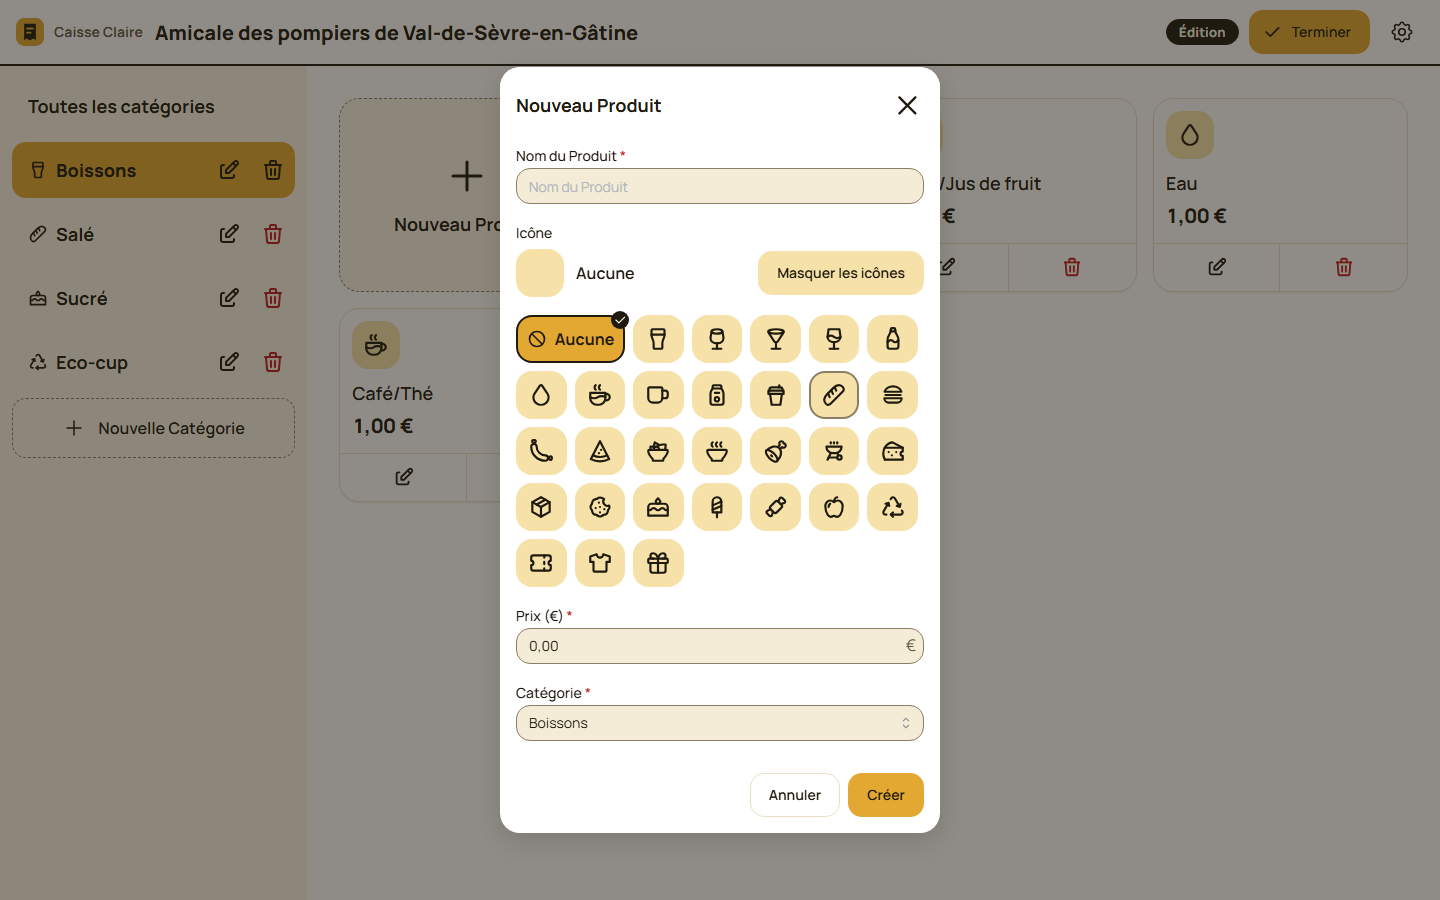 Caisse Claire
Amicale des pompiers de Val-de-Sèvre-en-Gâtine
Édition
Terminer
Toutes les catégories
Boissons
Salé
Sucré
Eco-cup
Nouvelle Catégorie
Nouveau Pro
/Jus de fruit
€
Eau
1,00 €
Café/Thé
1,00 €
Nouveau Produit
Nom du Produit *
Nom du Produit
Icône
Aucune
Masquer les icônes
Aucune
Prix (€) *
0,00
€
Catégorie *
Boissons
Annuler
Créer